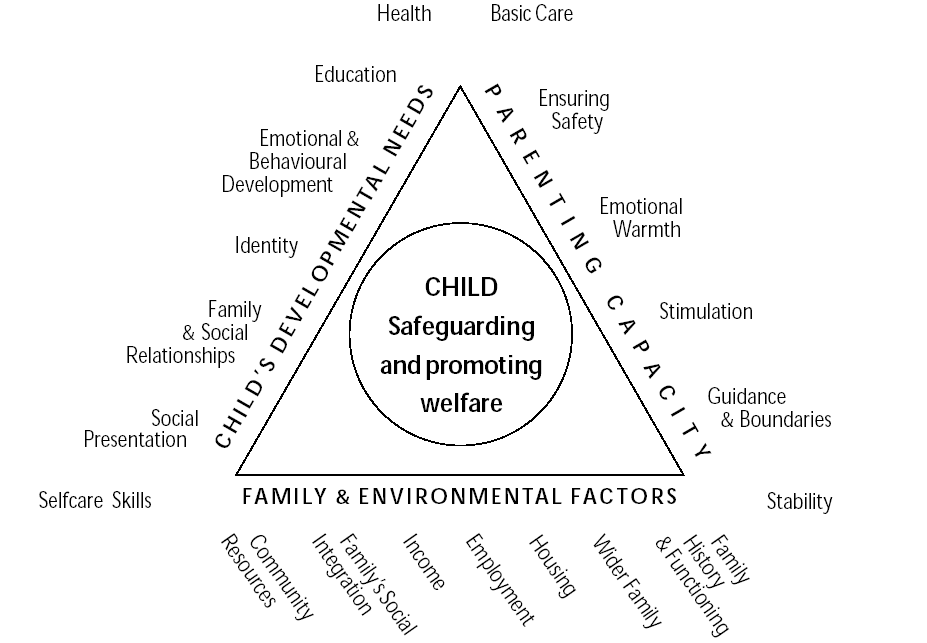 Health
Basic Care
Education
Ensuring
Safety
Emotional &
Behavioural
Development
Emotional
Warmth
Identity
Stimulation
Family
& Social
Relationships
Guidance
& Boundaries
Social
Presentation
Selfcare Skills
Stability
CHILD'S DEVELOPMENTAL NEEDS
PARENTING CAPACITY
CHILD
Safeguarding
and promoting
welfare
FAMILY & ENVIRONMENTAL FACTORS
Community
Resources
Family's Social
Integration
Income
Employment
Housing
Wider Family
Family
History
& Functioning